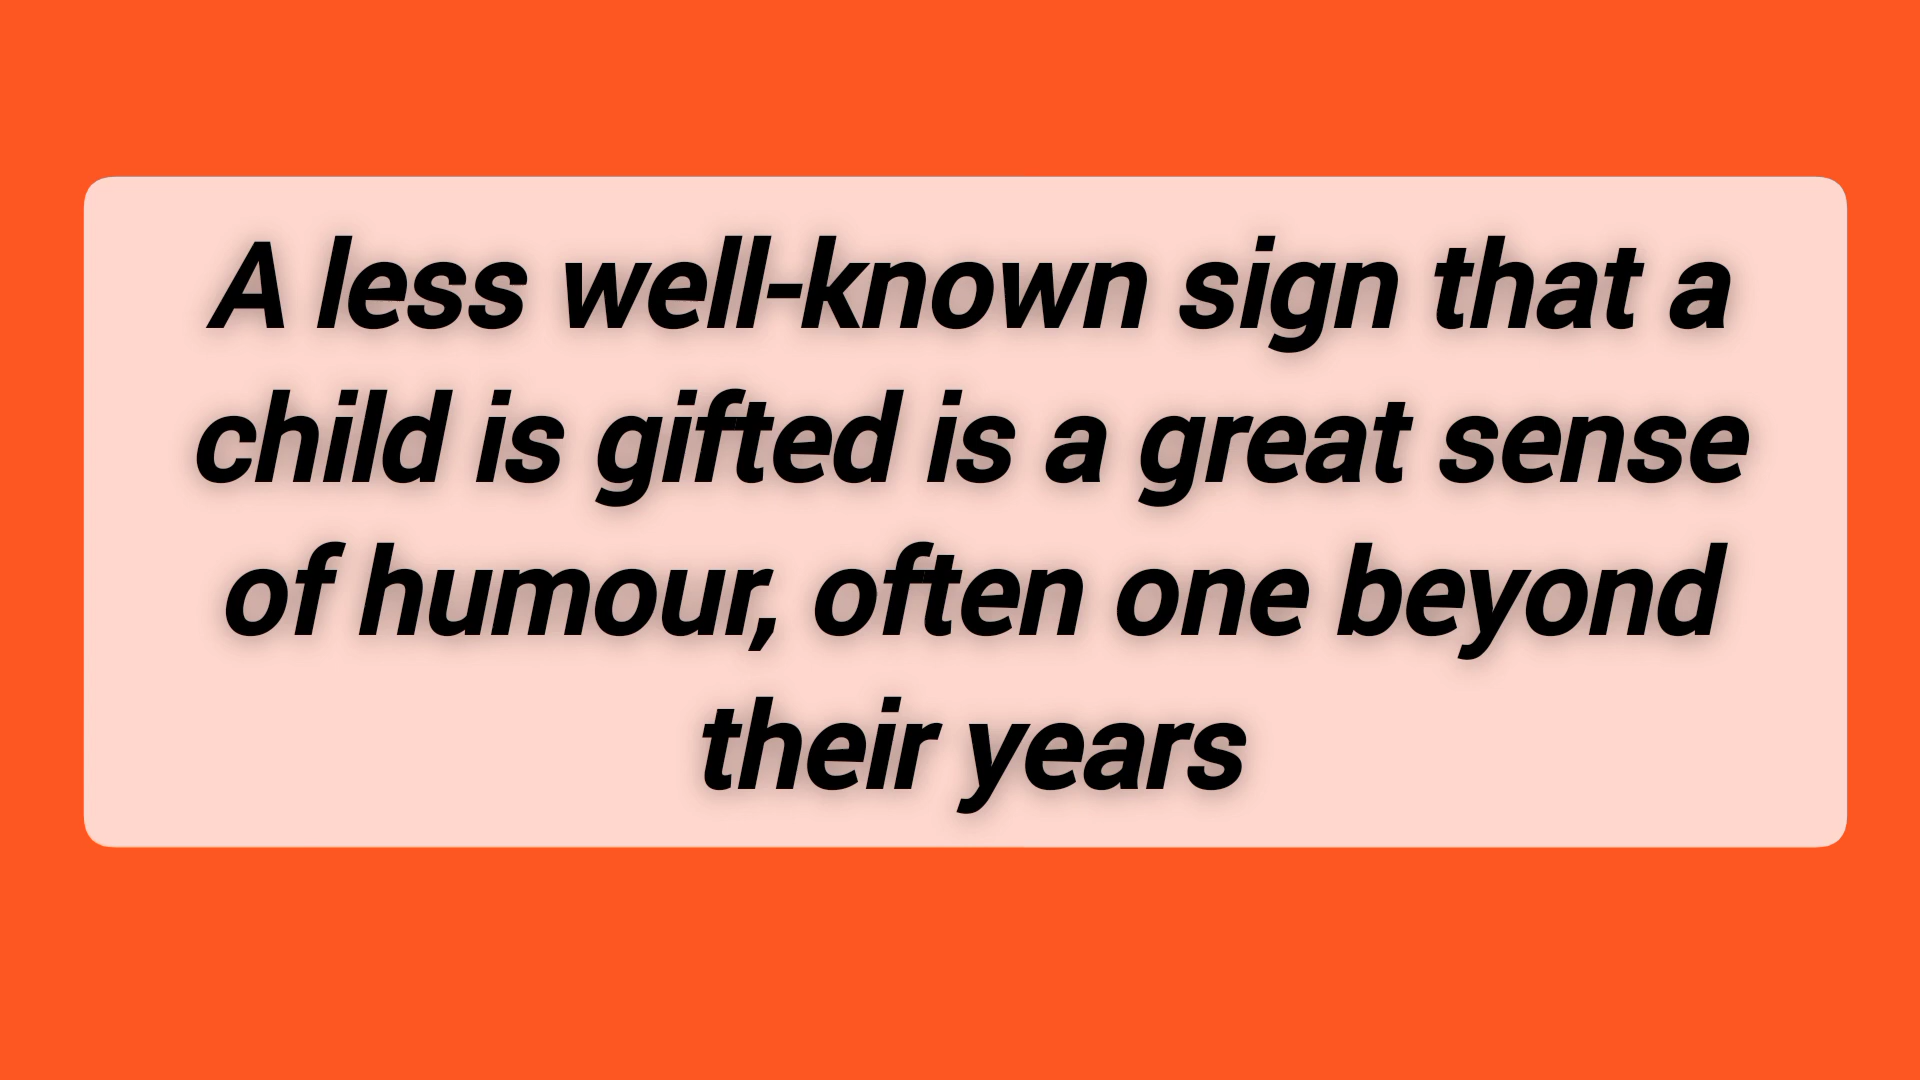 A less well-known sign that a
child is gifted is a great sense
of humour, often one beyond
their years